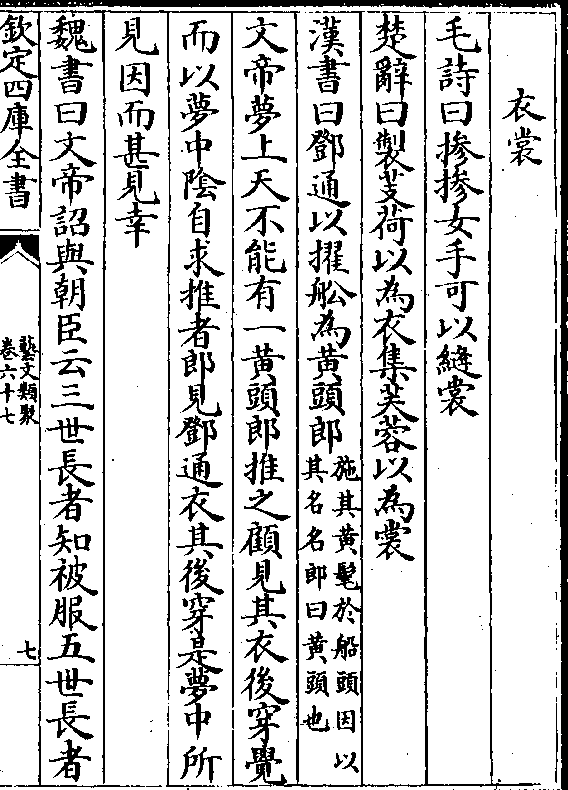 衣裳
毛詩曰摻摻女手可以縫裳
楚辭曰製芰荷以為衣集芙蓉以為裳
漢書曰鄧通以擢舩為黄頭郎施其黄髦於船頭因以
其名名郎曰黄頭也
文帝夢上天不能有一黄頭郎推之顧見其衣後穿覺
而以夢中陰自求推者郎見鄧通衣其後穿是夢中所
見因而甚見幸
魏書曰文帝詔與朝臣云三世長者知被服五世長者
欽定四庫全書
藝文類聚
卷六十七
七